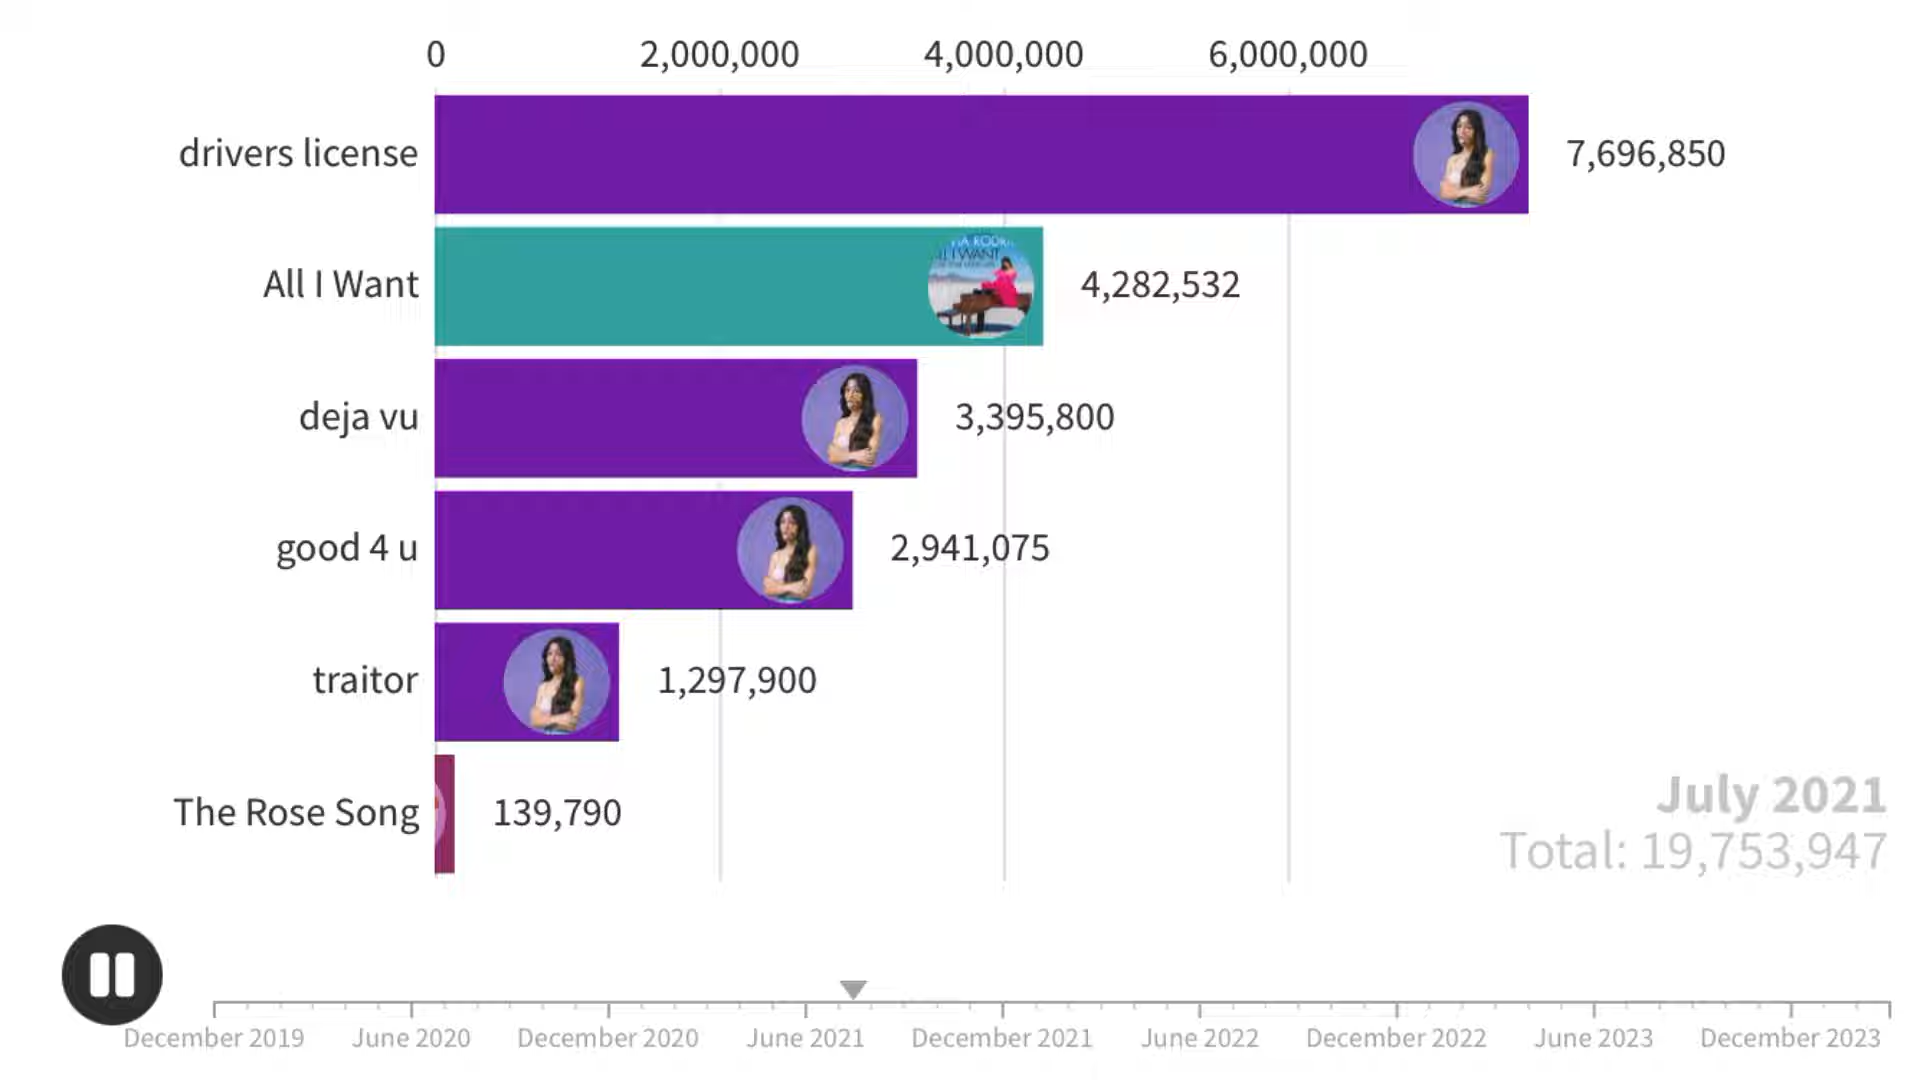 0 2,000,000 4,000,000 6,000,000
drivers license 7,696,850
All I Want 4,282,532
deja vu 3,395,800
good 4 u 2,941,075
traitor 1,297,900
The Rose Song 139,790
July 2021
Total: 19,753,947
December 2019 June 2020 December 2020 June 2021 December 2021 June 2022 December 2022 June 2023 December 2023